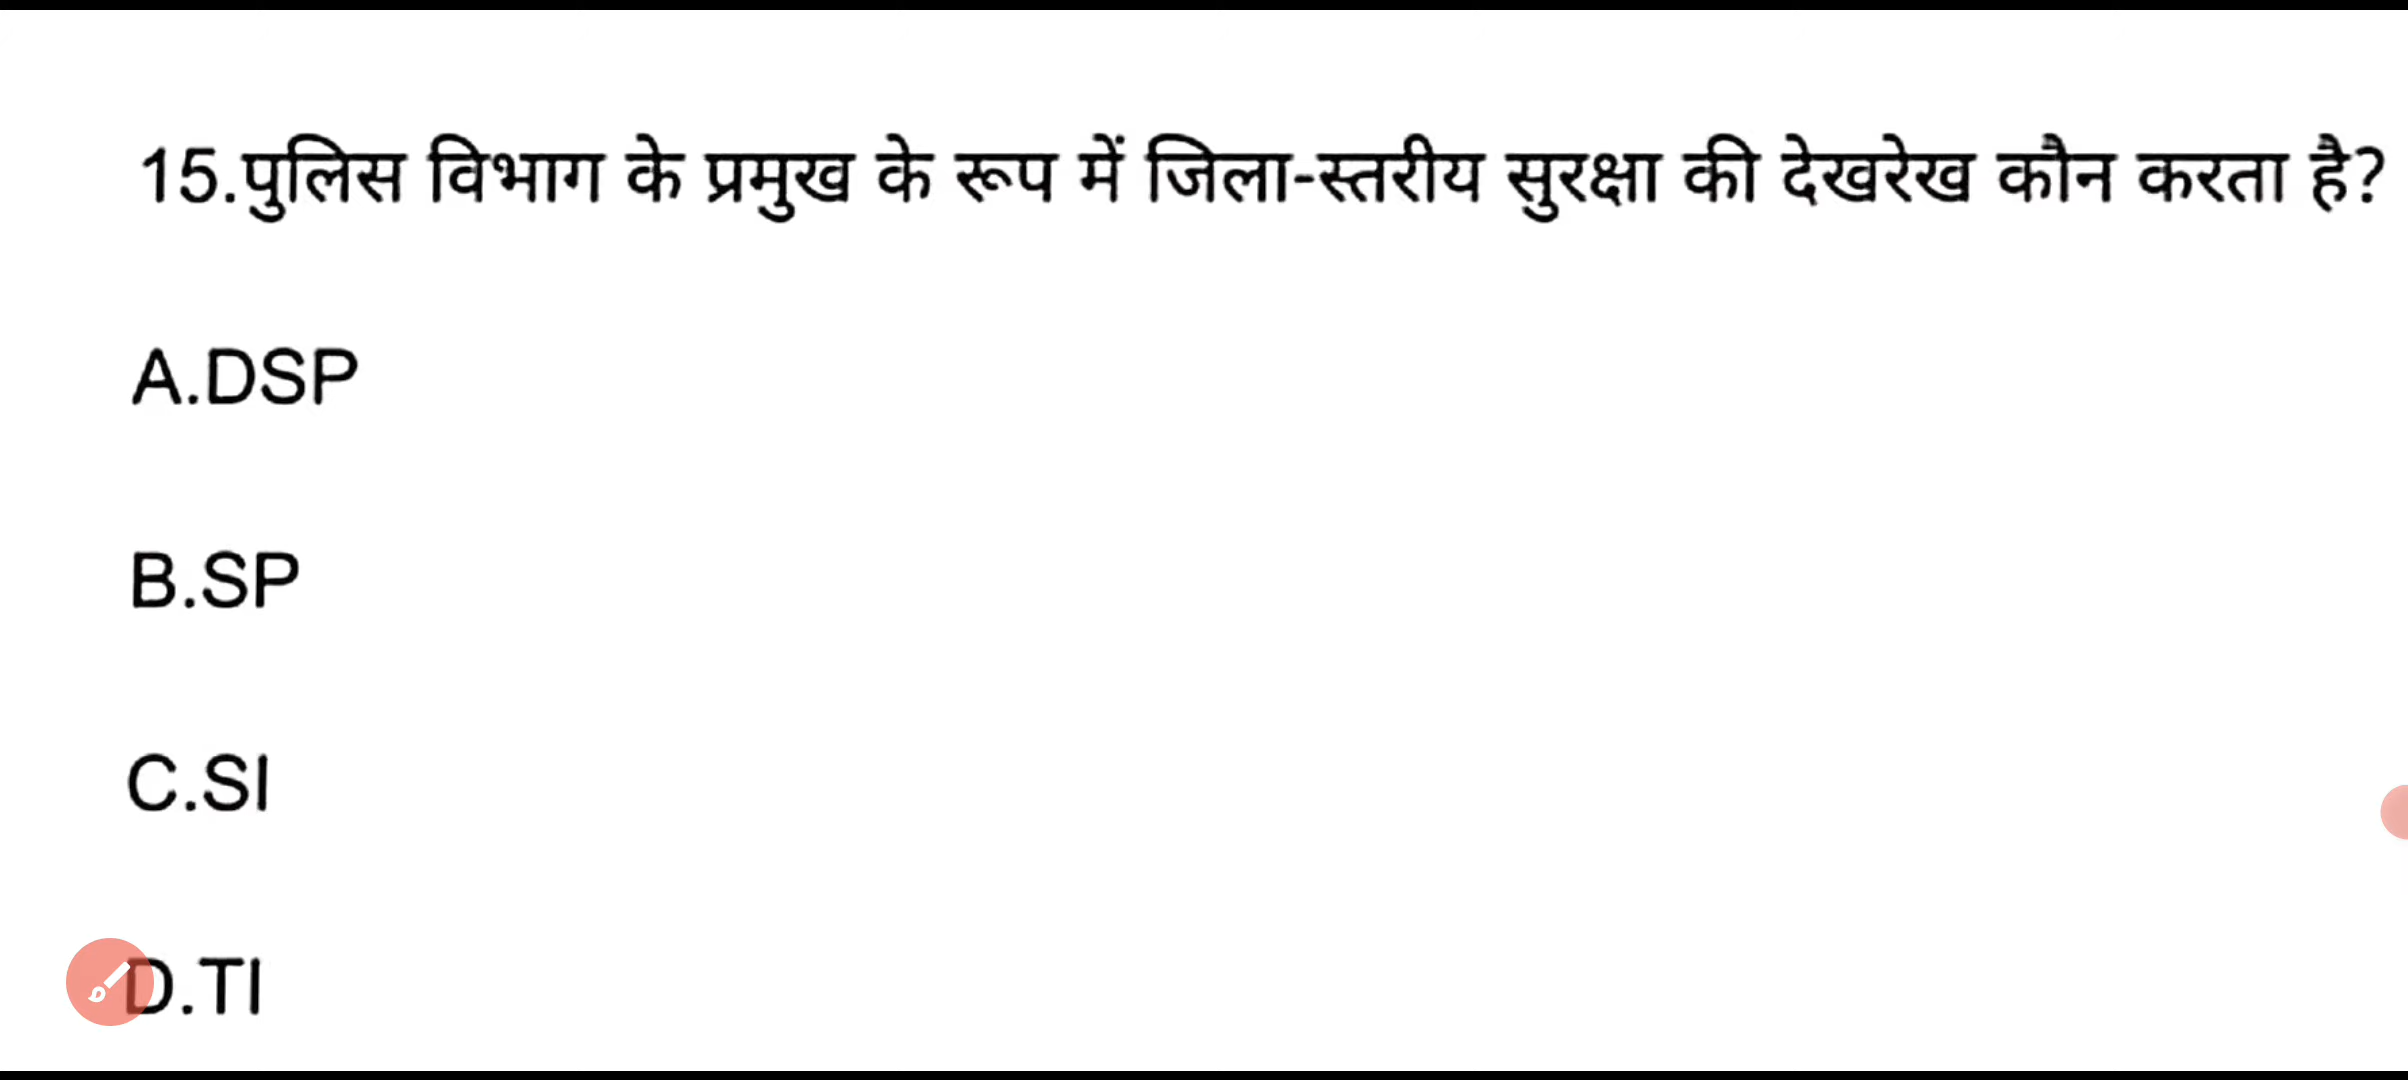 15.पुलिस विभाग के प्रमुख के रूप में जिला-स्तरीय सुरक्षा की देखरेख कौन करता है?
A.DSP
B.SP
C.SI
D.TI